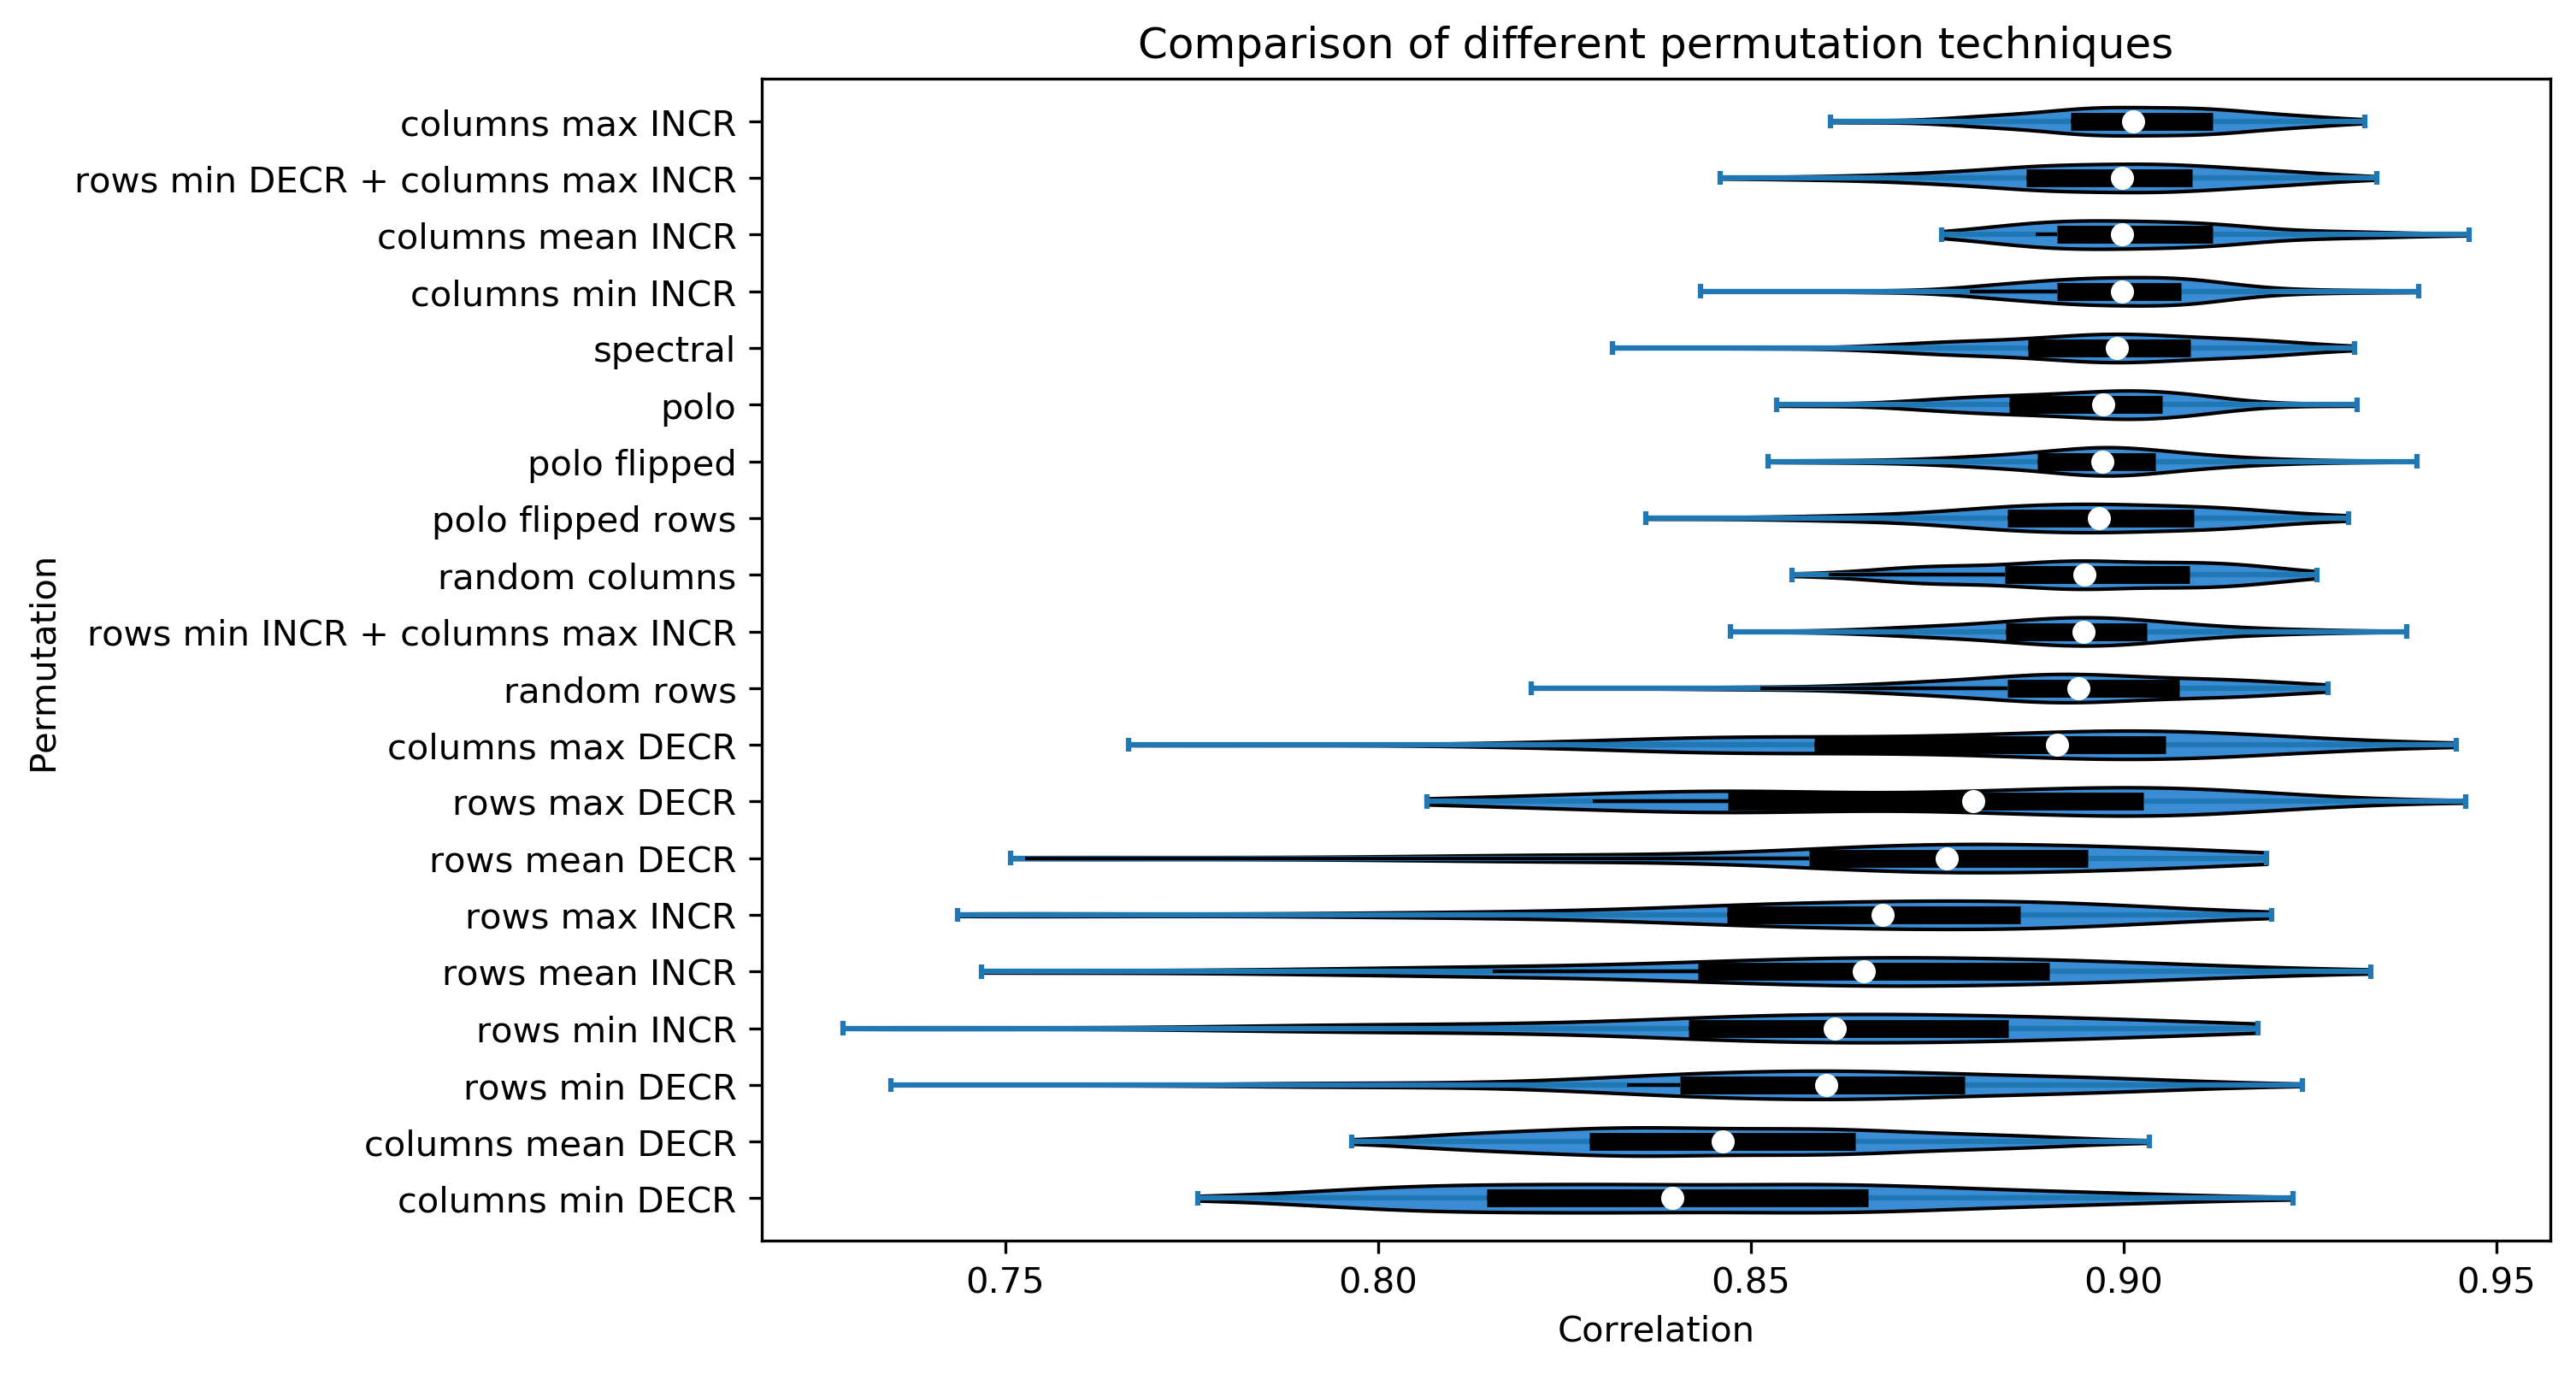 Comparison of different permutation techniques
Permutation
columns max INCR
rows min DECR + columns max INCR
columns mean INCR
columns min INCR
spectral
polo
polo flipped
polo flipped rows
random columns
rows min INCR + columns max INCR
random rows
columns max DECR
rows max DECR
rows mean DECR
rows max INCR
rows mean INCR
rows min INCR
rows min DECR
columns mean DECR
columns min DECR
0.75 0.80 0.85 0.90 0.95
Correlation